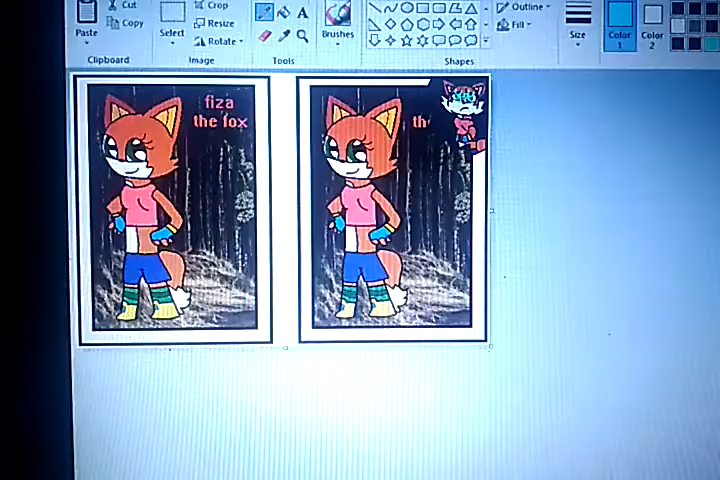 Cut
Copy
Paste
Clipboard
Crop
Resize
Rotate
Select
Image
A
Tools
Brushes
Shapes
Outline
Fill
Size
Color
1
Color
2
fiza
the fox
th